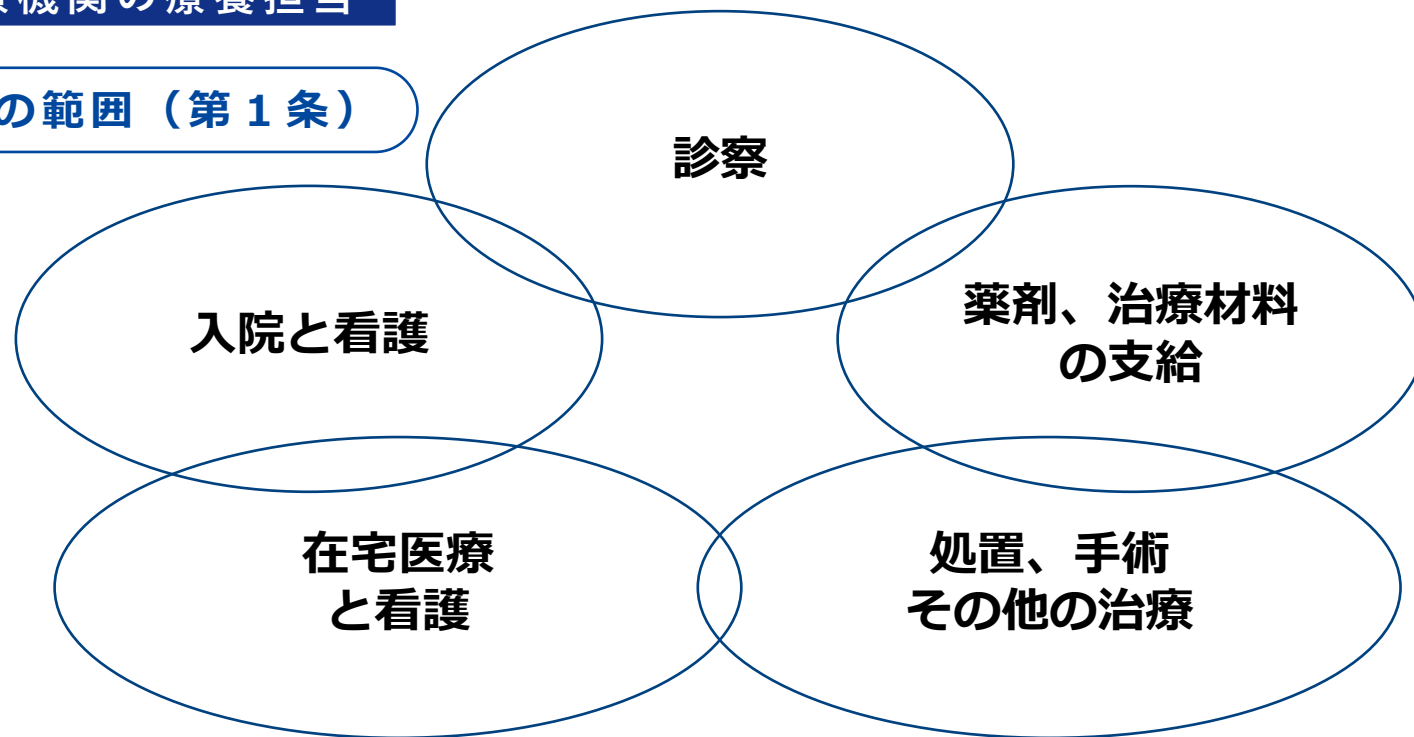 機関の療養担当
の範囲（第１条）
診察
入院と看護
薬剤、治療材料
の支給
在宅医療
と看護
処置、手術
その他の治療